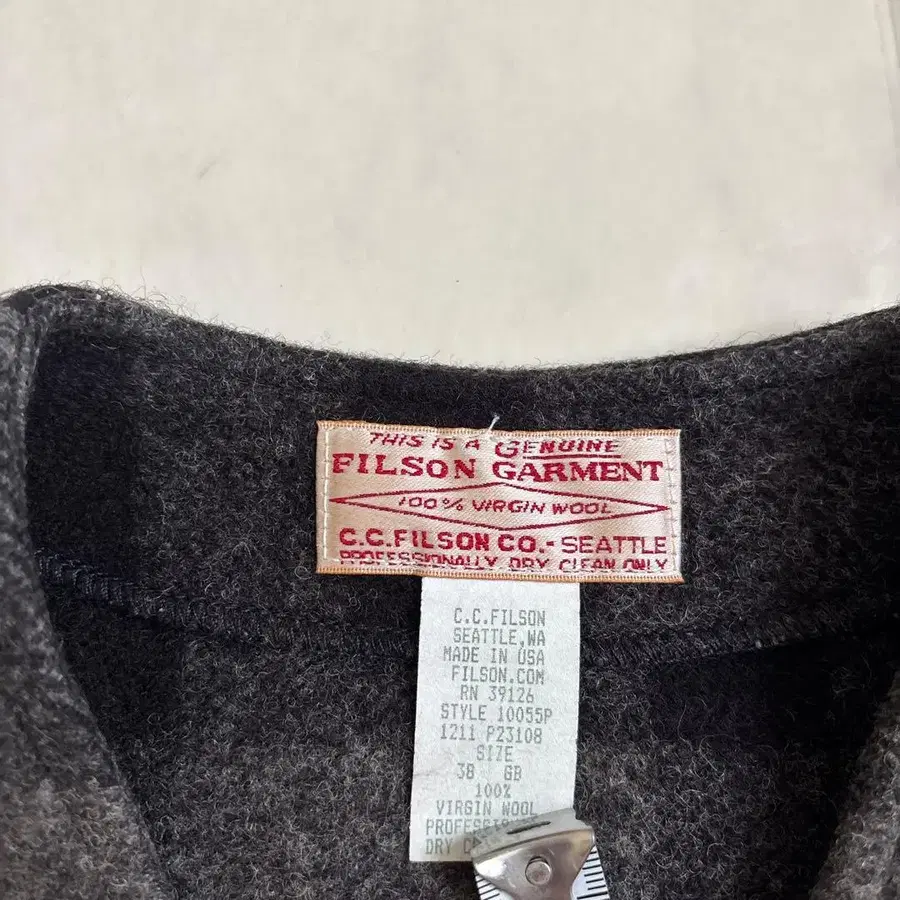 THIS IS A GENUINE
FILSON GARMENT
100% VIRGIN WOOL
C.C.FILSON CO.- SEATTLE
PROFESSIONALLY DRY CLEAN ONLY
C.C.FILSON
SEATTLE,WA
MADE IN USA
FILSON.COM
RN 39126
STYLE 10055P
1211 P23108
SIZE
38 GB
100%
VIRGIN WOOL
DRY